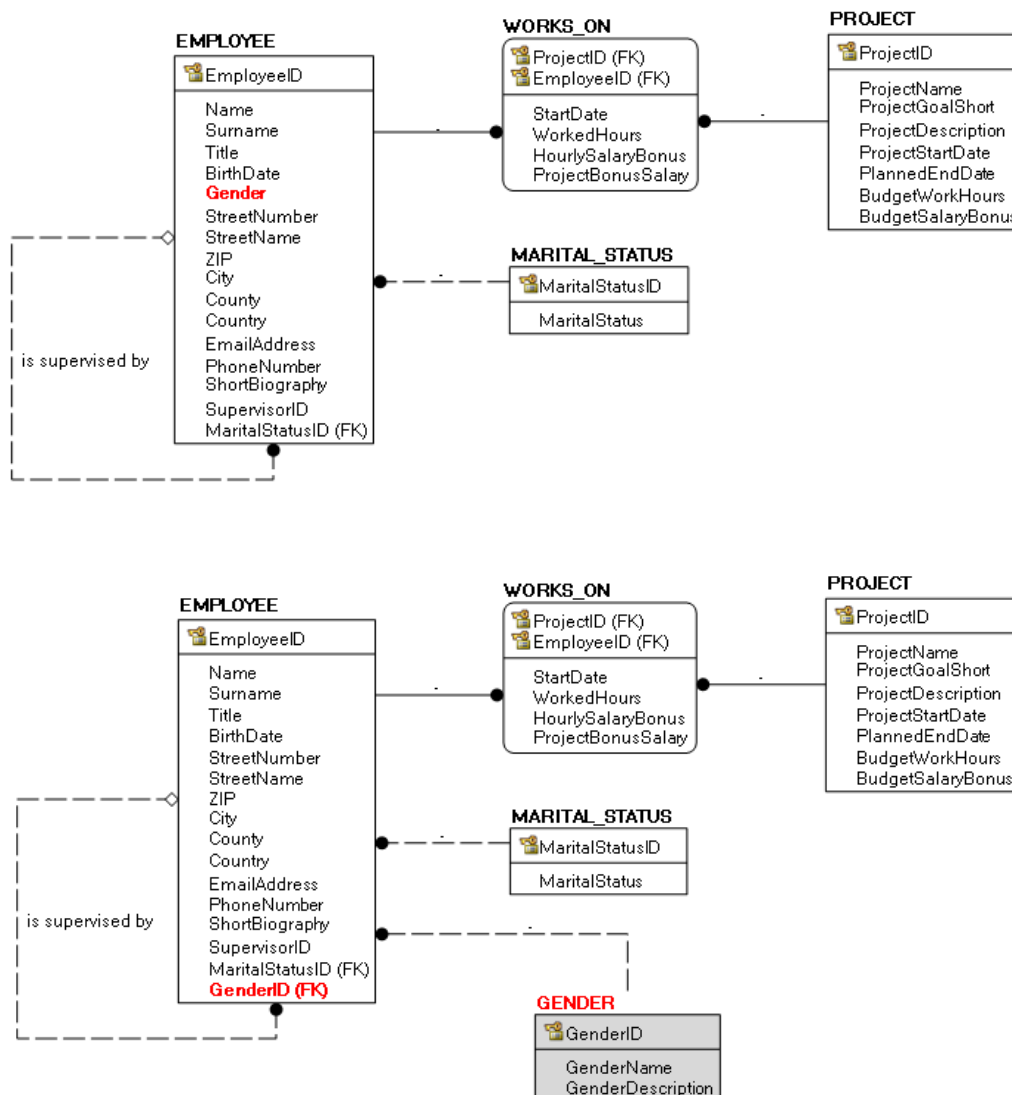 EMPLOYEE
EmployeeID
Name
Surname
Title
BirthDate
Gender
StreetNumber
StreetName
ZIP
City
County
Country
EmailAddress
PhoneNumber
ShortBiography
SupervisorID
MaritalStatusID (FK)
is supervised by
WORKS_ON
ProjectID (FK)
EmployeeID (FK)
StartDate
WorkedHours
HourlySalaryBonus
ProjectBonusSalary
MARITAL_STATUS
MaritalStatusID
MaritalStatus
PROJECT
ProjectID
ProjectName
ProjectGoalShort
ProjectDescription
ProjectStartDate
PlannedEndDate
BudgetWorkHours
BudgetSalaryBonus
EMPLOYEE
EmployeeID
Name
Surname
Title
BirthDate
StreetNumber
StreetName
ZIP
City
County
Country
EmailAddress
PhoneNumber
ShortBiography
SupervisorID
MaritalStatusID (FK)
GenderID (FK)
is supervised by
WORKS_ON
ProjectID (FK)
EmployeeID (FK)
StartDate
WorkedHours
HourlySalaryBonus
ProjectBonusSalary
MARITAL_STATUS
MaritalStatusID
MaritalStatus
GENDER
GenderID
GenderName
GenderDescription
PROJECT
ProjectID
ProjectName
ProjectGoalShort
ProjectDescription
ProjectStartDate
PlannedEndDate
BudgetWorkHours
BudgetSalaryBonus